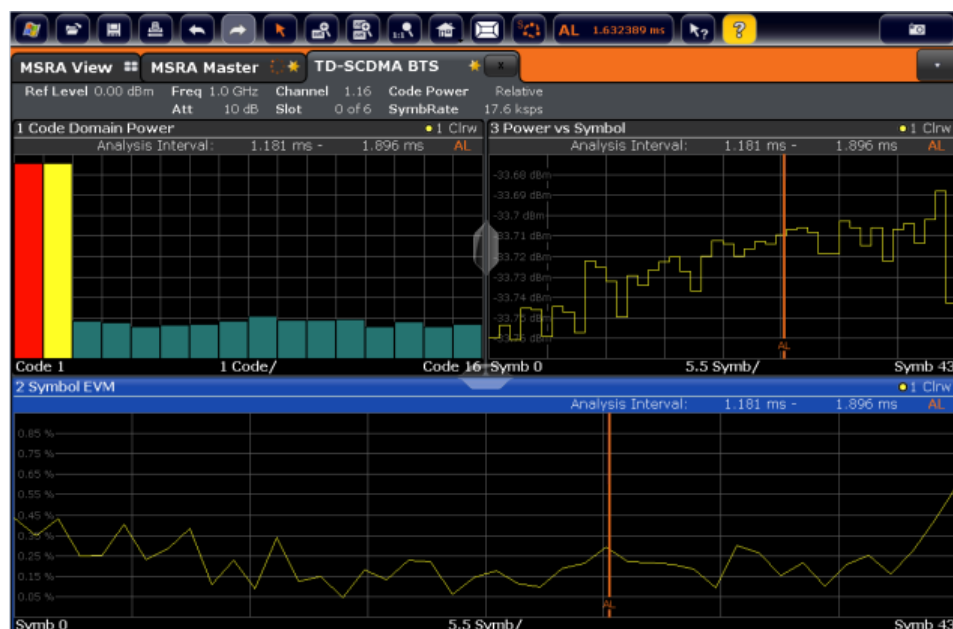 AL 1.632389 ms
MSRA View MSRA Master TD-SCDMA BTS
Ref Level 0.00 dBm Freq 1.0 GHz Channel 1.16 Code Power Relative
Att 10 dB Slot 0 of 6 SymbRate 17.6 ksps
1 Code Domain Power 1 Clrw
Analysis Interval: 1.181 ms - 1.896 ms AL
Code 1 1 Code/ Code 16
3 Power vs Symbol 1 Clrw
Analysis Interval: 1.181 ms - 1.896 ms AL
-33.68 dBm
-33.69 dBm
-33.7 dBm
-33.71 dBm
-33.72 dBm
-33.74 dBm
AL
Symb 0 5.5 Symb/ Symb 43
2 Symbol EVM 1 Clrw
Analysis Interval: 1.181 ms - 1.896 ms AL
0.85 %
0.75 %
0.65 %
0.55 %
0.45 %
0.25 %
0.15 %
0.05 %
AL
Symb 0 5.5 Symb/ Symb 43